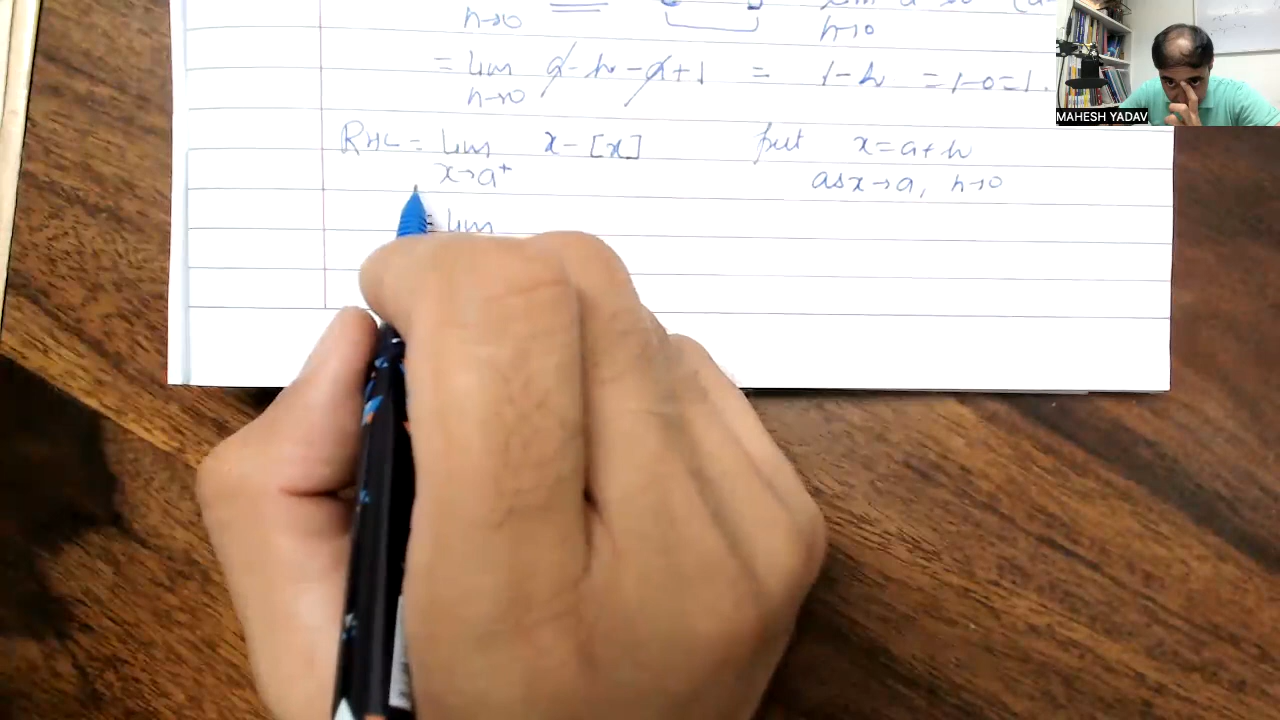 h→0 h→0
= lim a-h-a+1 = 1-h = 1-0=1.
h→0
MAHESH YADAV
RHL = lim x-[x] put x=a+h
x→a⁺ as x→a, h→0
= lim